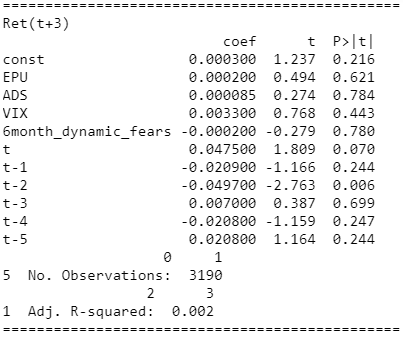 ==================================================
Ret(t+3)
coef t P>|t|
const 0.000300 1.237 0.216
EPU 0.000200 0.494 0.621
ADS 0.000085 0.274 0.784
VIX 0.003300 0.768 0.443
6month_dynamic_fears -0.000200 -0.279 0.780
t 0.047500 1.809 0.070
t-1 -0.020900 -1.166 0.244
t-2 -0.049700 -2.763 0.006
t-3 0.007000 0.387 0.699
t-4 -0.020800 -1.159 0.247
t-5 0.020800 1.164 0.244
0 1
5 No. Observations: 3190
2 3
1 Adj. R-squared: 0.002
==================================================